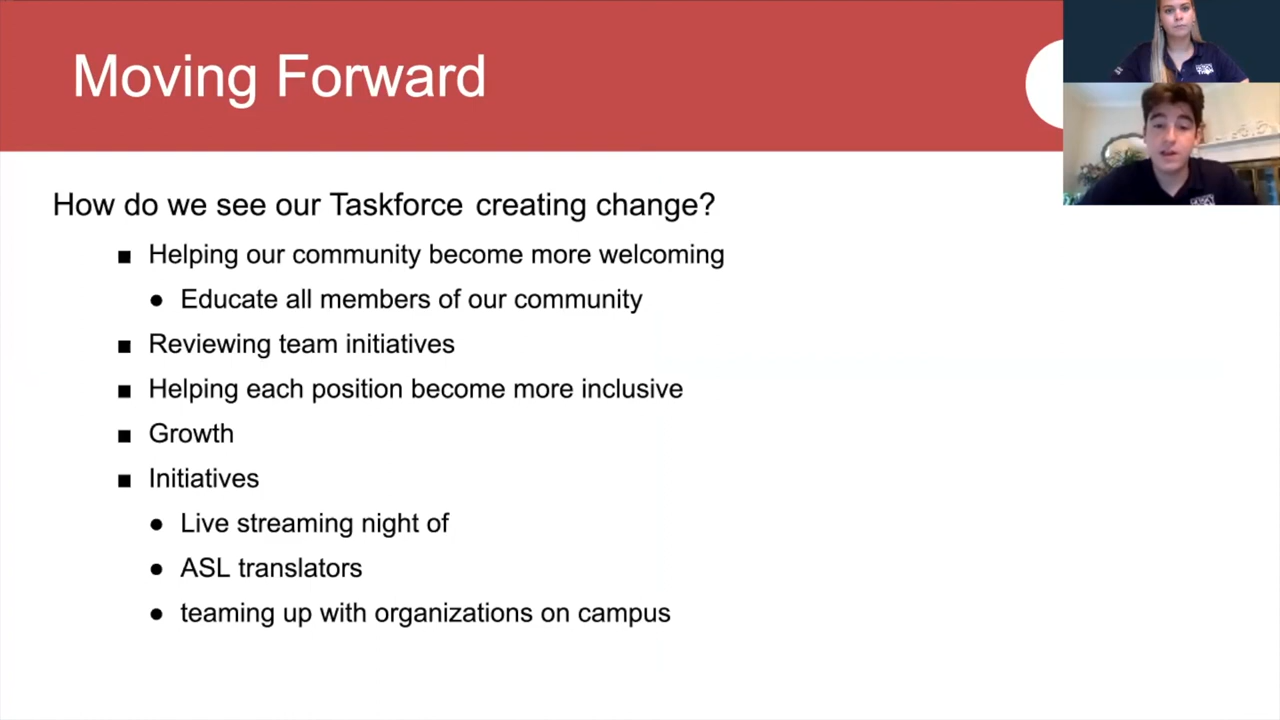 Moving Forward
How do we see our Taskforce creating change?
■ Helping our community become more welcoming
● Educate all members of our community
■ Reviewing team initiatives
■ Helping each position become more inclusive
■ Growth
■ Initiatives
● Live streaming night of
● ASL translators
● teaming up with organizations on campus